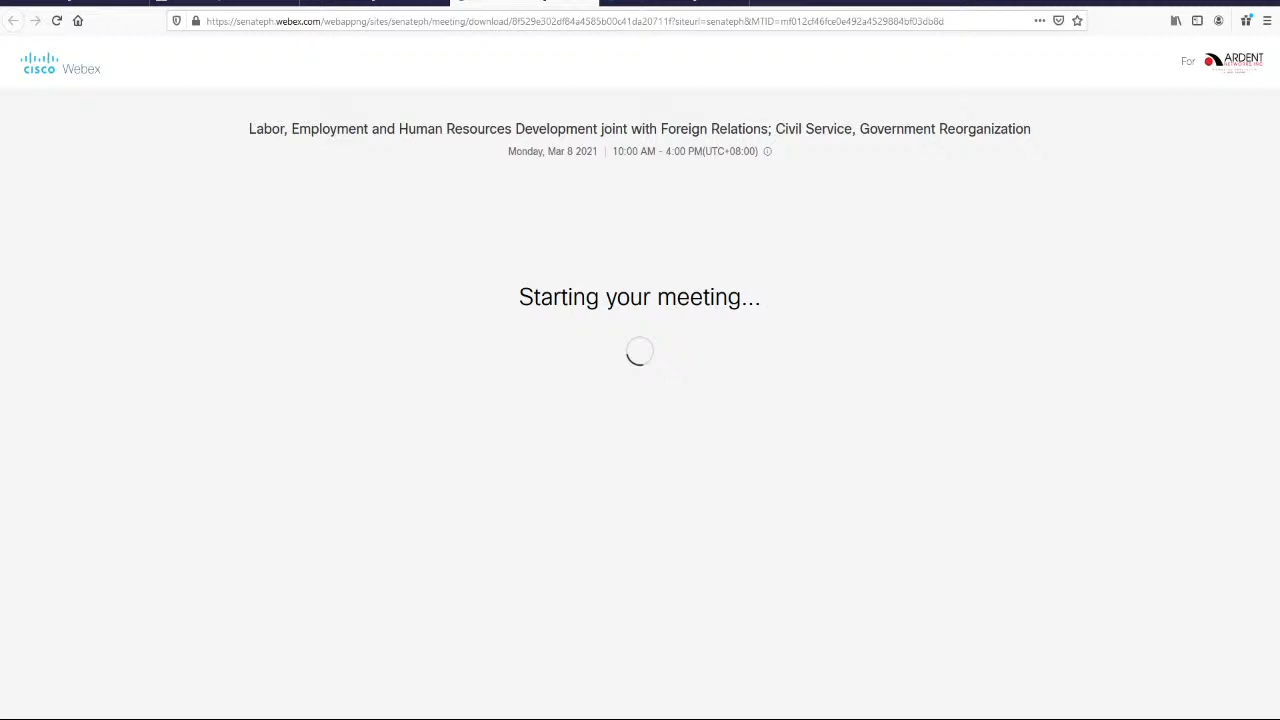 https://senateph.webex.com/webappng/sites/senateph/meeting/download/8f529e302df84a4585b00c41da20711f?siteurl=senateph&MTID=mf012cf46fce0e492a4529884bf03db8d
CISCO Webex
For ARDENT NETWORKS, INC
Labor, Employment and Human Resources Development joint with Foreign Relations; Civil Service, Government Reorganization
Monday, Mar 8 2021 | 10:00 AM - 4:00 PM(UTC+08:00)
Starting your meeting...